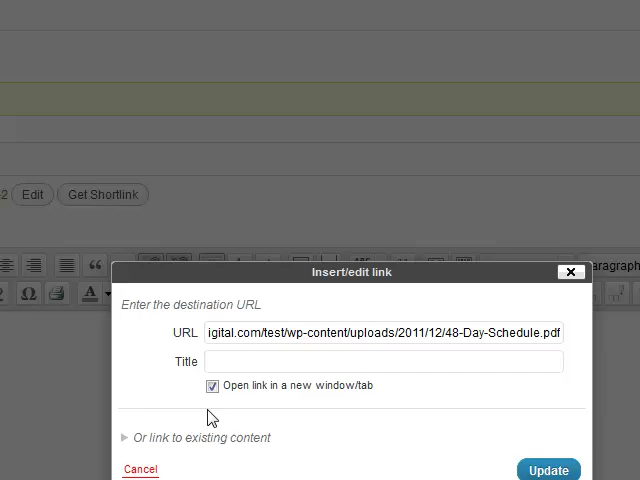 2 Edit Get Shortlink
Insert/edit link
Enter the destination URL
URL igital.com/test/wp-content/uploads/2011/12/48-Day-Schedule.pdf
Title
Open link in a new window/tab
Or link to existing content
Cancel Update